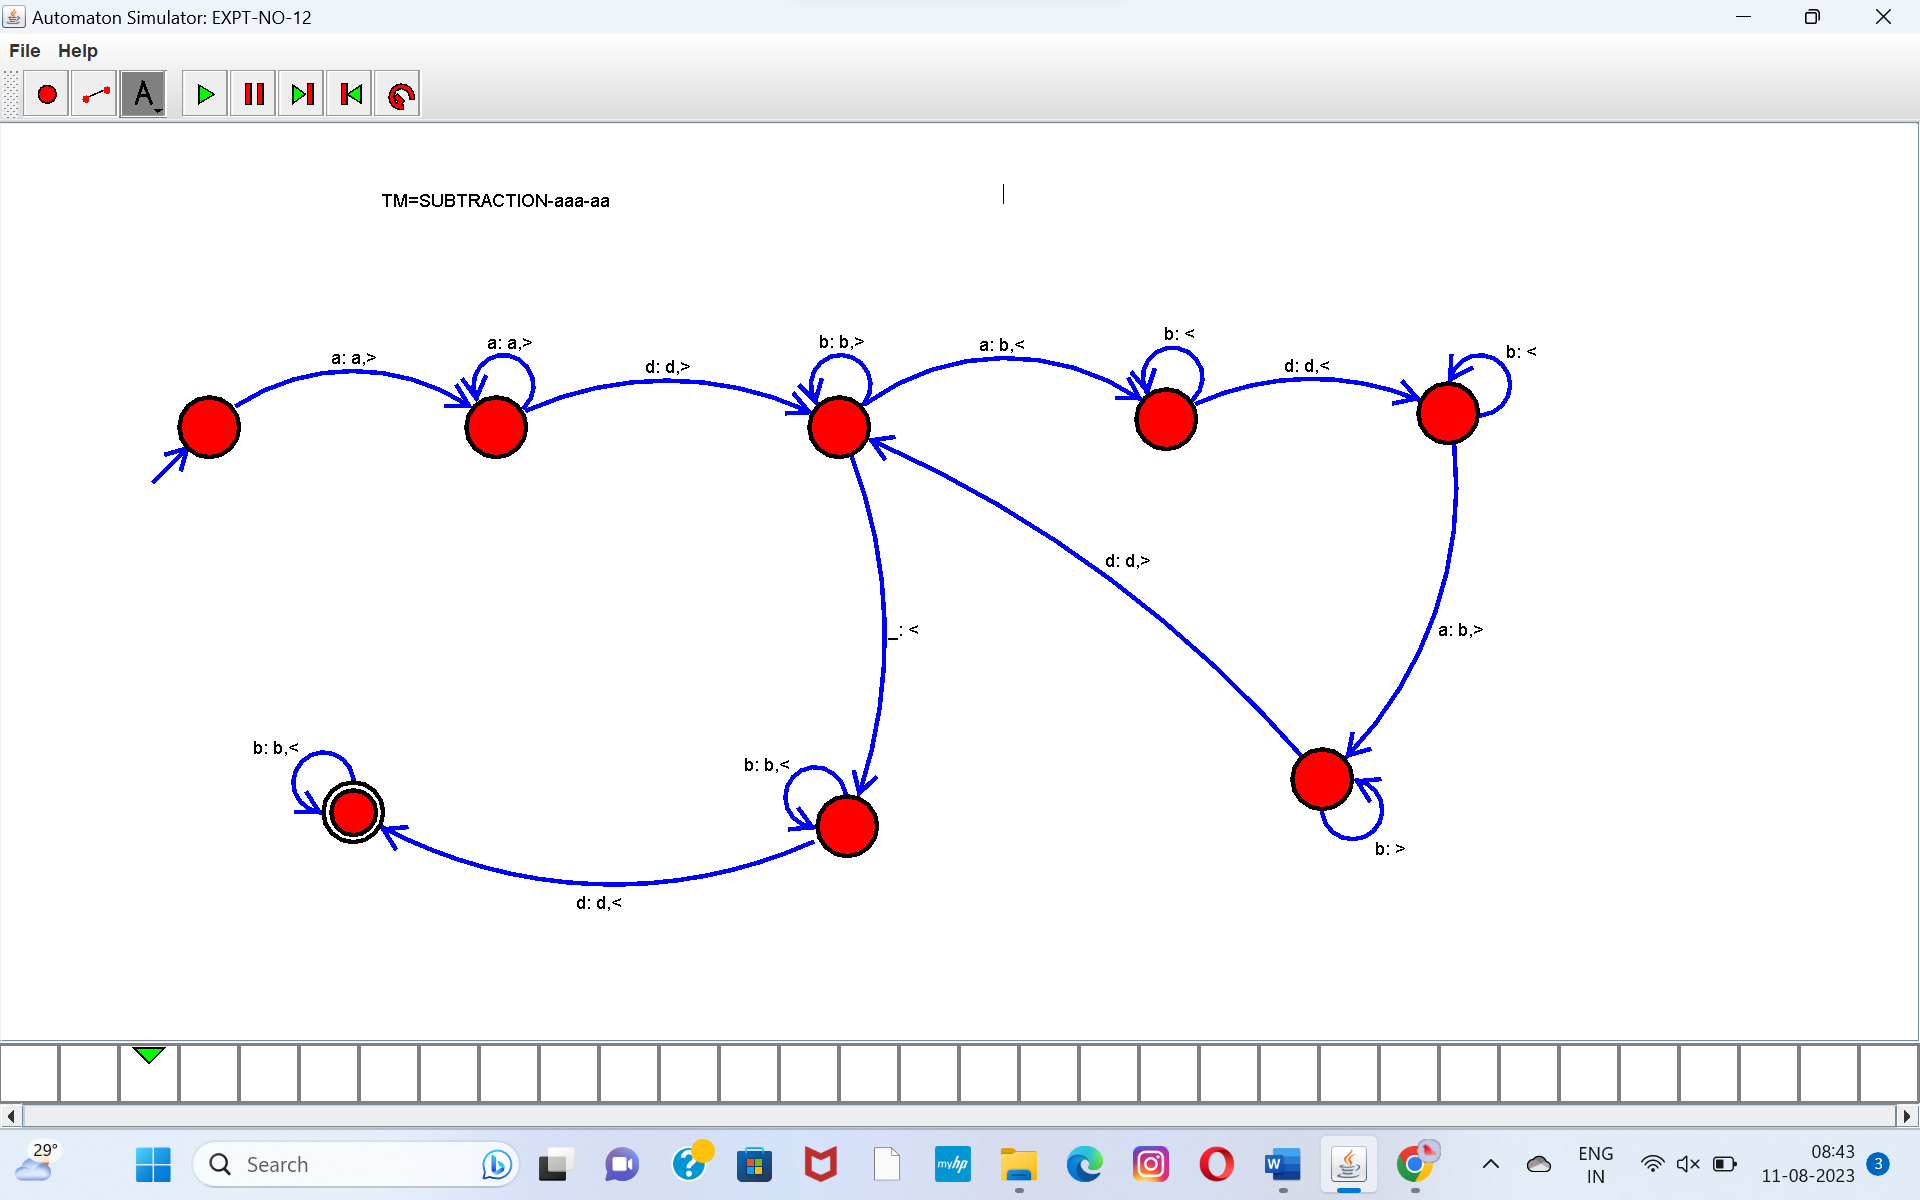 Automaton Simulator: EXPT-NO-12
File Help
A
TM=SUBTRACTION-aaa-aa
a: a,>
a: a,>
d: d,>
b: b,>
a: b,<
b: <
d: d,<
b: <
d: d,>
_: <
a: b,>
b: b,<
b: b,<
b: >
d: d,<
29°
Search
myhp
W
ENG
IN
08:43
11-08-2023
3